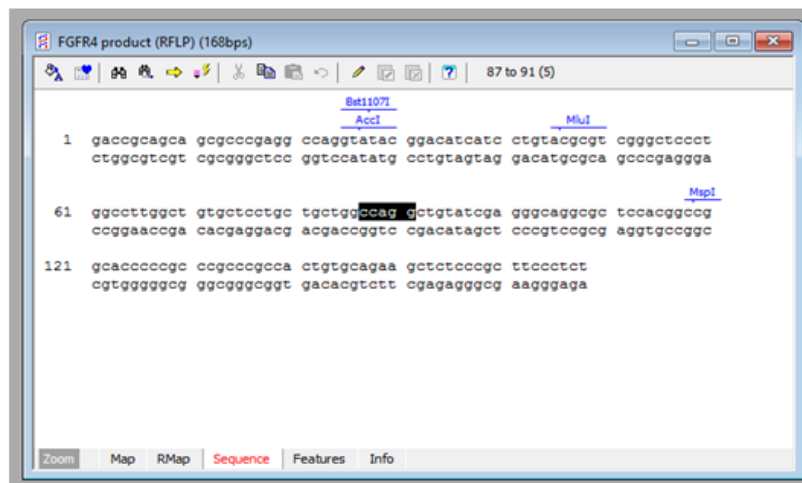 FGFR4 product (RFLP) (168bps)
87 to 91 (5)
Bst1107I
AccI MluI
1 gaccgcagca gcgcccgagg ccaggtatac ggacatcatc ctgtacgcgt cgggctccct
ctggcgtcgt cgcgggctcc ggtccatatg cctgtagtag gacatgcgca gcccgaggga
MspI
61 ggccttggct gtgctcctgc tgctggccag gctgtatcga gggcaggcgc tccacggccg
ccggaaccga cacgaggacg acgaccggtc cgacatagct cccgtccgcg aggtgccggc
121 gcacccccgc ccgcccgcca ctgtgcagaa gctctcccgc ttccctct
cgtgggggcg ggcgggcggt gacacgtctt cgagagggcg aagggaga
Zoom Map RMap Sequence Features Info